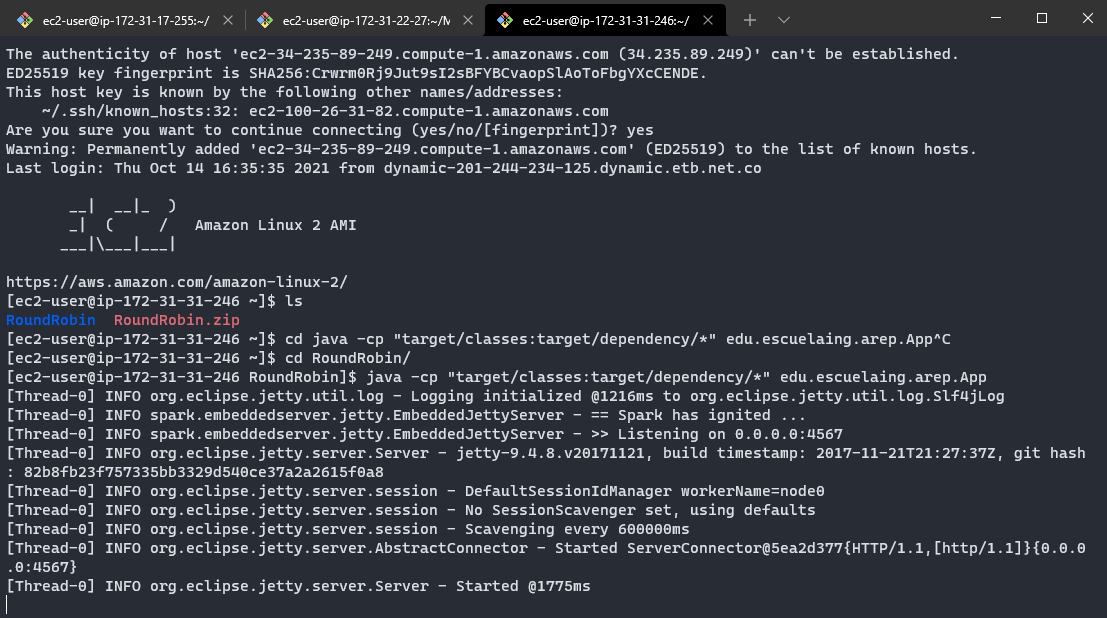 ec2-user@ip-172-31-17-255:~/ ec2-user@ip-172-31-22-27:~/M ec2-user@ip-172-31-31-246:~/
The authenticity of host 'ec2-34-235-89-249.compute-1.amazonaws.com (34.235.89.249)' can't be established.
ED25519 key fingerprint is SHA256:Crwrm0Rj9Jut9sI2sBFYBCvaopSlAoToFbgYXcCENDE.
This host key is known by the following other names/addresses:
    ~/.ssh/known_hosts:32: ec2-100-26-31-82.compute-1.amazonaws.com
Are you sure you want to continue connecting (yes/no/[fingerprint])? yes
Warning: Permanently added 'ec2-34-235-89-249.compute-1.amazonaws.com' (ED25519) to the list of known hosts.
Last login: Thu Oct 14 16:35:35 2021 from dynamic-201-244-234-125.dynamic.etb.net.co
       __|  __|_  )
       _|  (     /   Amazon Linux 2 AMI
      ___|\___|___|
https://aws.amazon.com/amazon-linux-2/
[ec2-user@ip-172-31-31-246 ~]$ ls
RoundRobin  RoundRobin.zip
[ec2-user@ip-172-31-31-246 ~]$ cd java -cp "target/classes:target/dependency/*" edu.escuelaing.arep.App^C
[ec2-user@ip-172-31-31-246 ~]$ cd RoundRobin/
[ec2-user@ip-172-31-31-246 RoundRobin]$ java -cp "target/classes:target/dependency/*" edu.escuelaing.arep.App
[Thread-0] INFO org.eclipse.jetty.util.log - Logging initialized @1216ms to org.eclipse.jetty.util.log.Slf4jLog
[Thread-0] INFO spark.embeddedserver.jetty.EmbeddedJettyServer - == Spark has ignited ...
[Thread-0] INFO spark.embeddedserver.jetty.EmbeddedJettyServer - >> Listening on 0.0.0.0:4567
[Thread-0] INFO org.eclipse.jetty.server.Server - jetty-9.4.8.v20171121, build timestamp: 2017-11-21T21:27:37Z, git hash
: 82b8fb23f757335bb3329d540ce37a2a2615f0a8
[Thread-0] INFO org.eclipse.jetty.server.session - DefaultSessionIdManager workerName=node0
[Thread-0] INFO org.eclipse.jetty.server.session - No SessionScavenger set, using defaults
[Thread-0] INFO org.eclipse.jetty.server.session - Scavenging every 600000ms
[Thread-0] INFO org.eclipse.jetty.server.AbstractConnector - Started ServerConnector@5ea2d377{HTTP/1.1,[http/1.1]}{0.0.0
.0:4567}
[Thread-0] INFO org.eclipse.jetty.server.Server - Started @1775ms